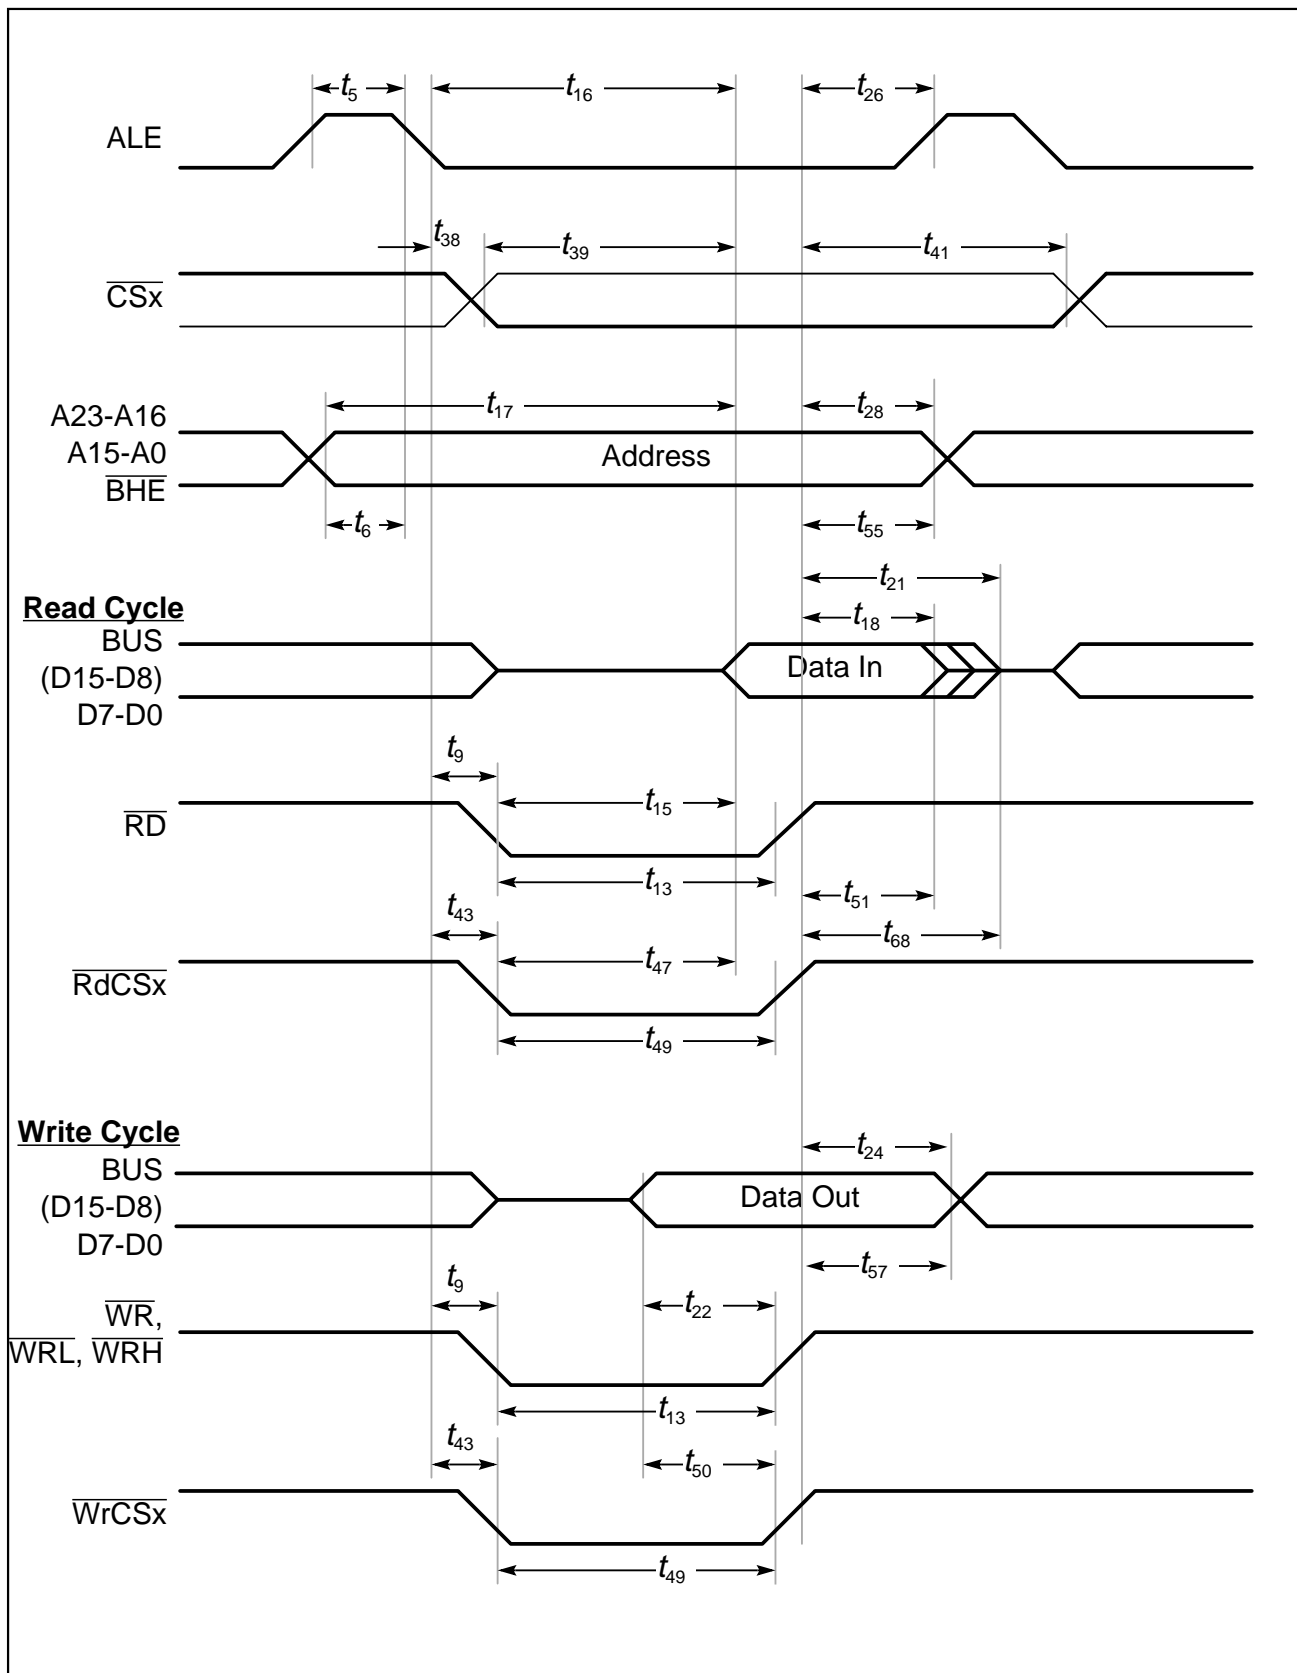 t5 t16 t26
ALE
t38 t39 t41
CSx
A23-A16 t17 t28
A15-A0 Address
BHE
t6 t55
t21
Read Cycle t18
BUS
(D15-D8) Data In
D7-D0
t9
t15
RD
t13 t51
t43 t68
t47
RdCSx
t49
Write Cycle t24
BUS
(D15-D8) Data Out
D7-D0
t57
t9 t22
WR,
WRL, WRH
t13
t43 t50
WrCSx
t49